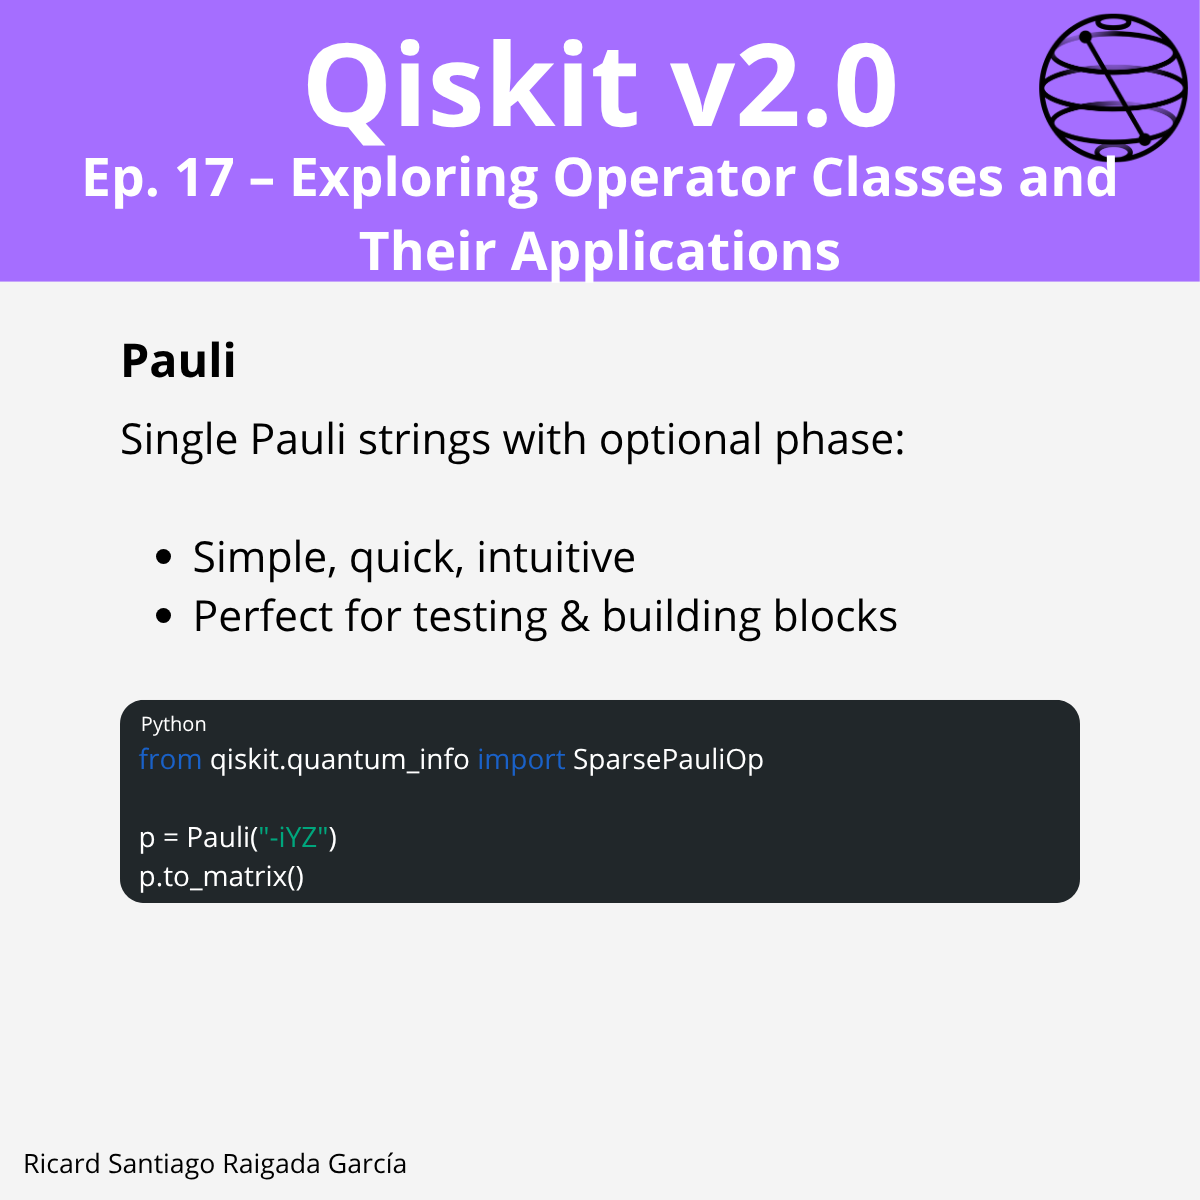 Qiskit v2.0
Ep. 17 – Exploring Operator Classes and
Their Applications
Pauli
Single Pauli strings with optional phase:
• Simple, quick, intuitive
• Perfect for testing & building blocks
Python
from qiskit.quantum_info import SparsePauliOp
p = Pauli("-iYZ")
p.to_matrix()
Ricard Santiago Raigada García